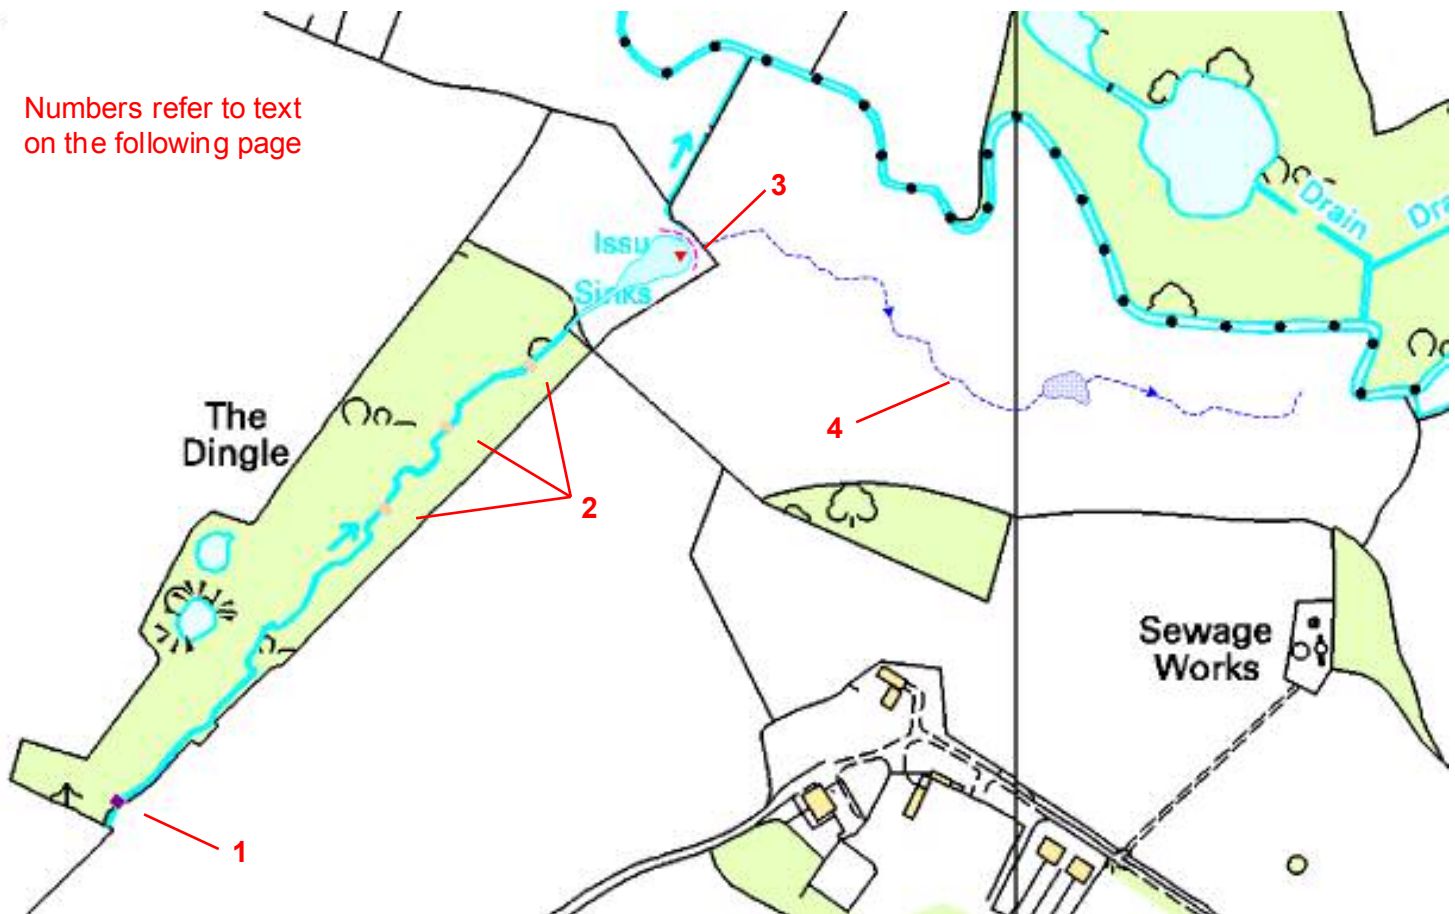 Numbers refer to text
on the following page
3
Issu
Sinks
Drain
4
The
Dingle
2
Sewage
Works
1